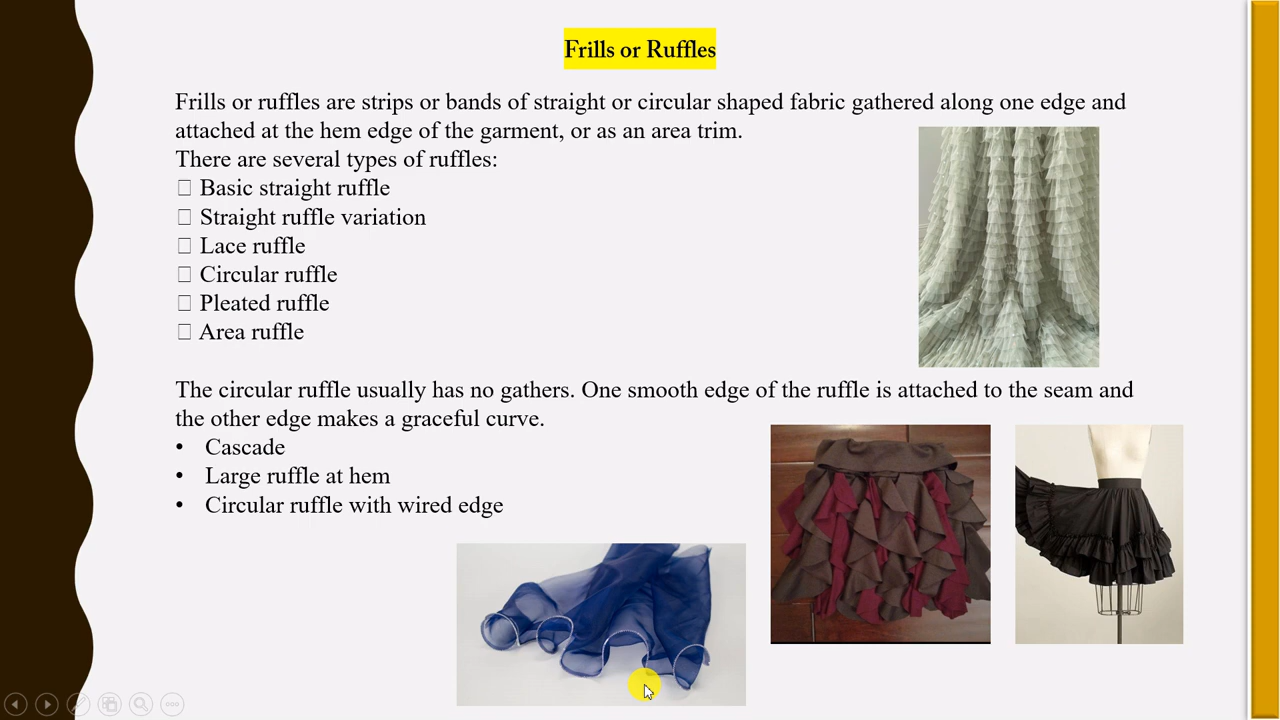 Frills or Ruffles
Frills or ruffles are strips or bands of straight or circular shaped fabric gathered along one edge and
attached at the hem edge of the garment, or as an area trim.
There are several types of ruffles:
□ Basic straight ruffle
□ Straight ruffle variation
□ Lace ruffle
□ Circular ruffle
□ Pleated ruffle
□ Area ruffle
The circular ruffle usually has no gathers. One smooth edge of the ruffle is attached to the seam and
the other edge makes a graceful curve.
• Cascade
• Large ruffle at hem
• Circular ruffle with wired edge